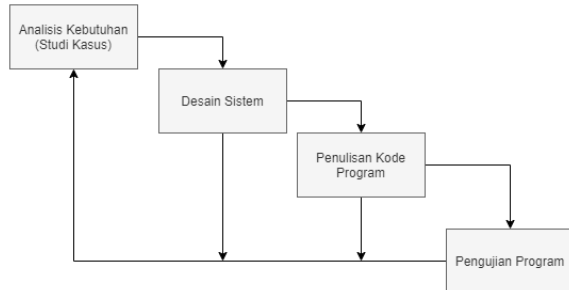 Analisis Kebutuhan
(Studi Kasus)
Desain Sistem
Penulisan Kode
Program
Pengujian Program